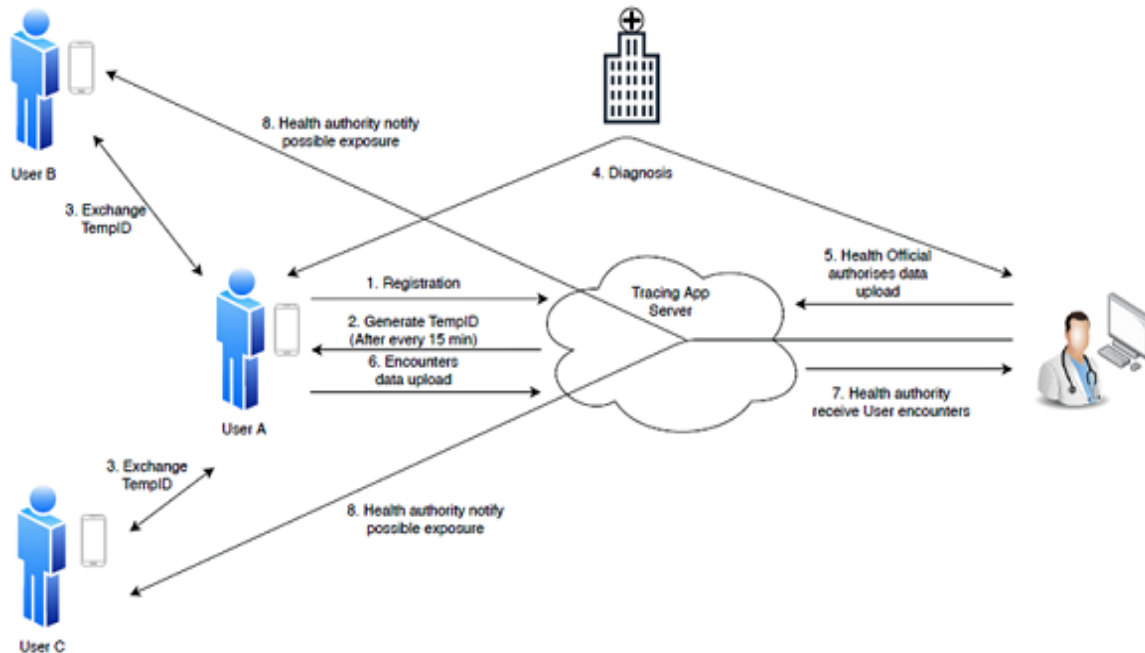 8. Health authority notify
possible exposure
User B
4. Diagnosis
3. Exchange
TempID
5. Health Official
authorises data
upload
1. Registration
Tracing App
Server
2. Generate TempID
(After every 15 min)
6. Encounters
data upload
7. Health authority
receive User encounters
User A
3. Exchange
TempID
8. Health authority notify
possible exposure
User C